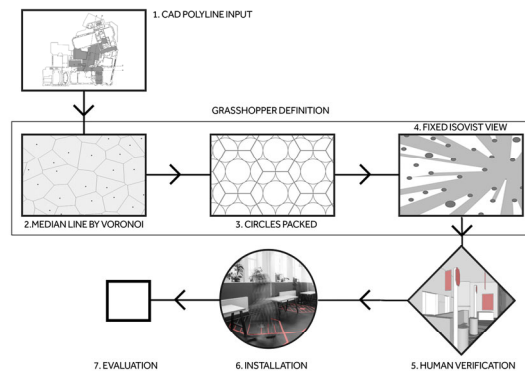 1. CAD POLYLINE INPUT
GRASSHOPPER DEFINITION
4. FIXED ISOVIST VIEW
2.MEDIAN LINE BY VORONOI
3. CIRCLES PACKED
7. EVALUATION
6. INSTALLATION
5. HUMAN VERIFICATION